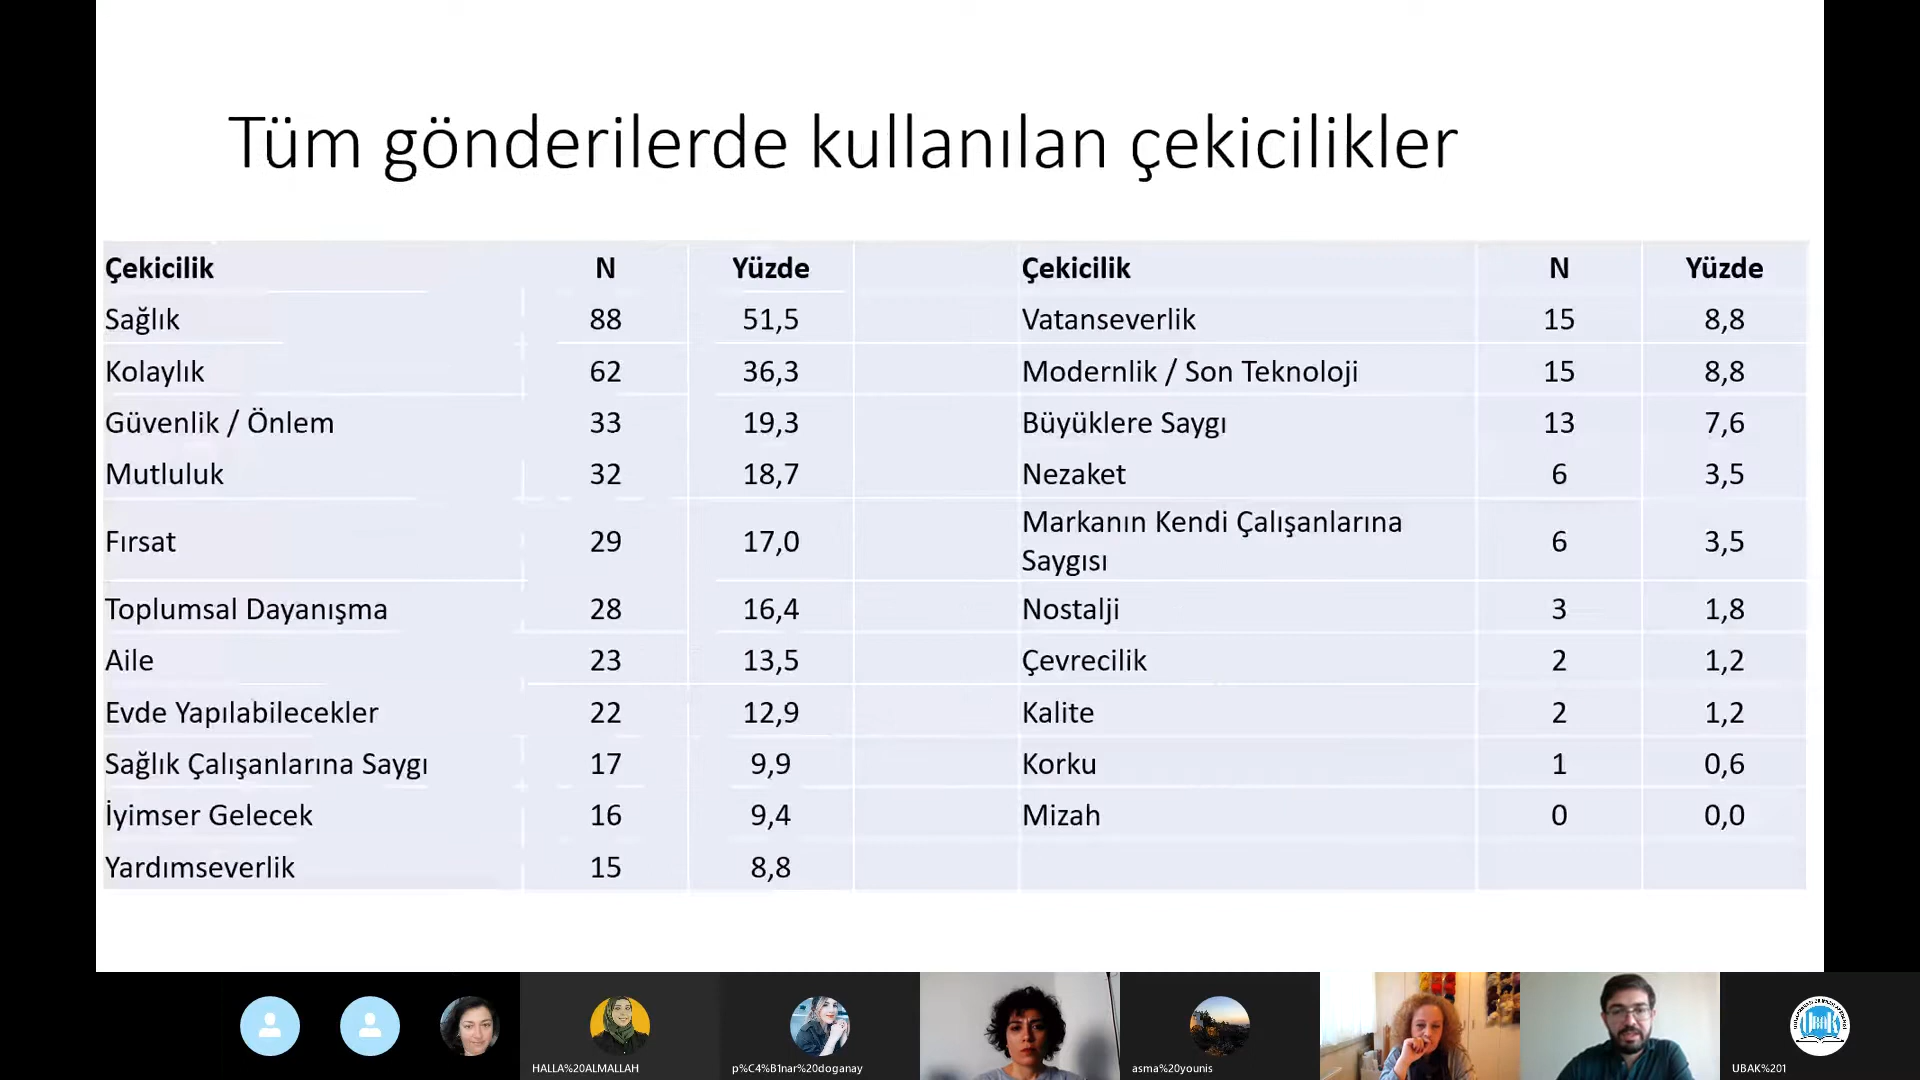 Tüm gönderilerde kullanılan çekicilikler
Çekicilik N Yüzde Çekicilik N Yüzde
Sağlık 88 51,5 Vatanseverlik 15 8,8
Kolaylık 62 36,3 Modernlik / Son Teknoloji 15 8,8
Güvenlik / Önlem 33 19,3 Büyüklere Saygı 13 7,6
Mutluluk 32 18,7 Nezaket 6 3,5
Fırsat 29 17,0 Markanın Kendi Çalışanlarına
Saygısı 6 3,5
Toplumsal Dayanışma 28 16,4 Nostalji 3 1,8
Aile 23 13,5 Çevrecilik 2 1,2
Evde Yapılabilecekler 22 12,9 Kalite 2 1,2
Sağlık Çalışanlarına Saygı 17 9,9 Korku 1 0,6
İyimser Gelecek 16 9,4 Mizah 0 0,0
Yardımseverlik 15 8,8
HALLA%20ALMALLAH
p%C4%B1nar%20doganay
asma%20younis
UBAK
UBAK%201